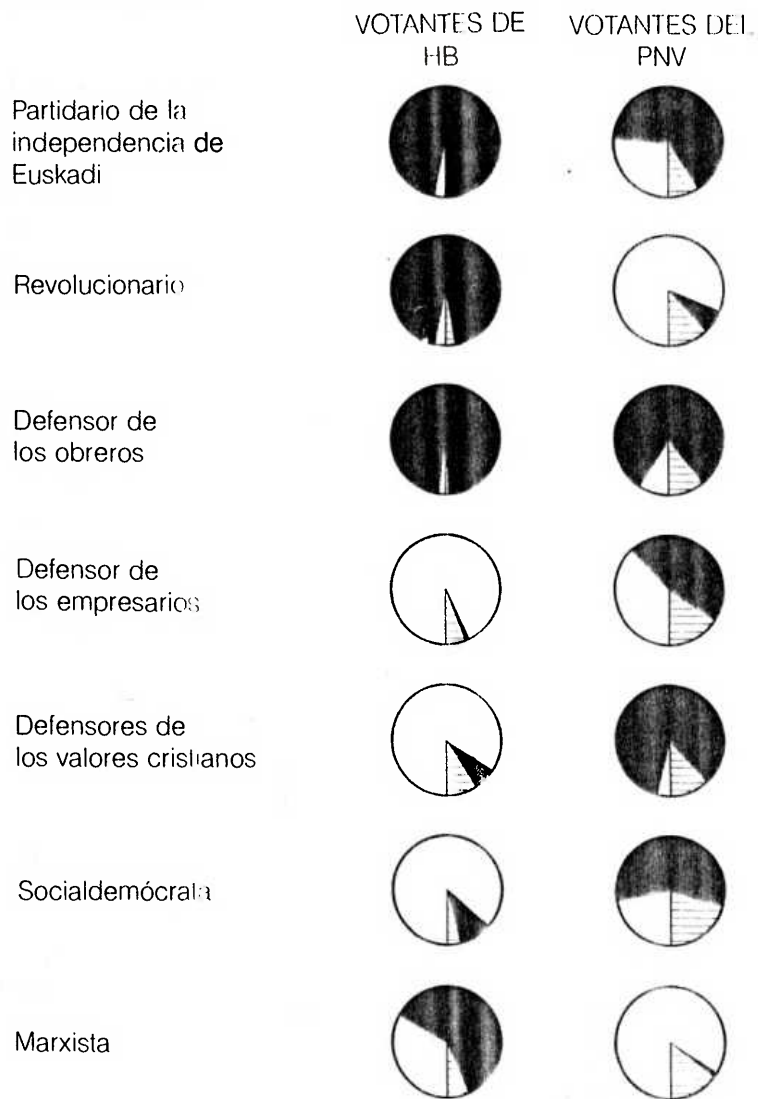 VOTANTES DE
HB
VOTANTES DEL
PNV
Partidario de la
independencia de
Euskadi
Revolucionario
Defensor de
los obreros
Defensor de
los empresarios
Defensores de
los valores cristianos
Socialdemócrata
Marxista